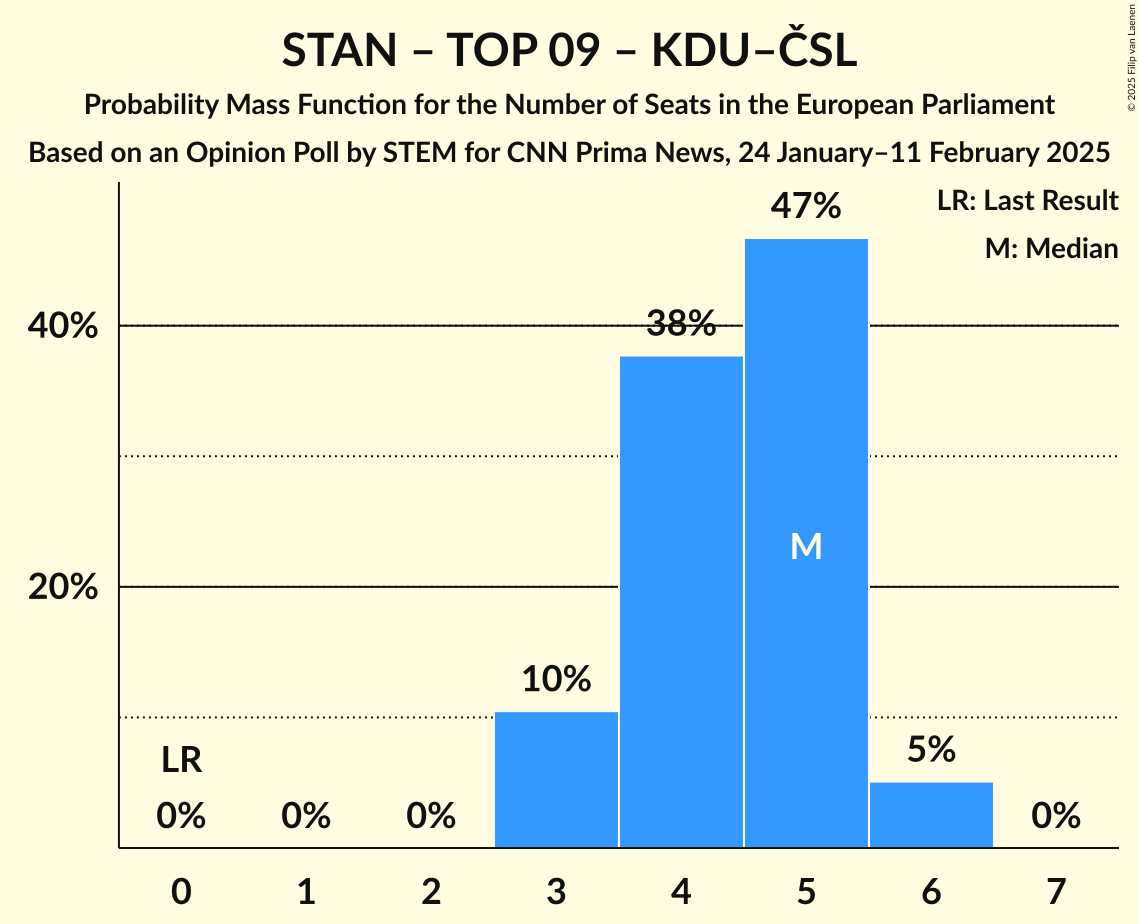 STAN – TOP 09 – KDU–ČSL
Probability Mass Function for the Number of Seats in the European Parliament
Based on an Opinion Poll by STEM for CNN Prima News, 24 January–11 February 2025
© 2025 Filip van Laenen
LR: Last Result
M: Median
47%
40%
38%
M
20%
10%
5%
LR
0% 0% 0% 0%
0 1 2 3 4 5 6 7